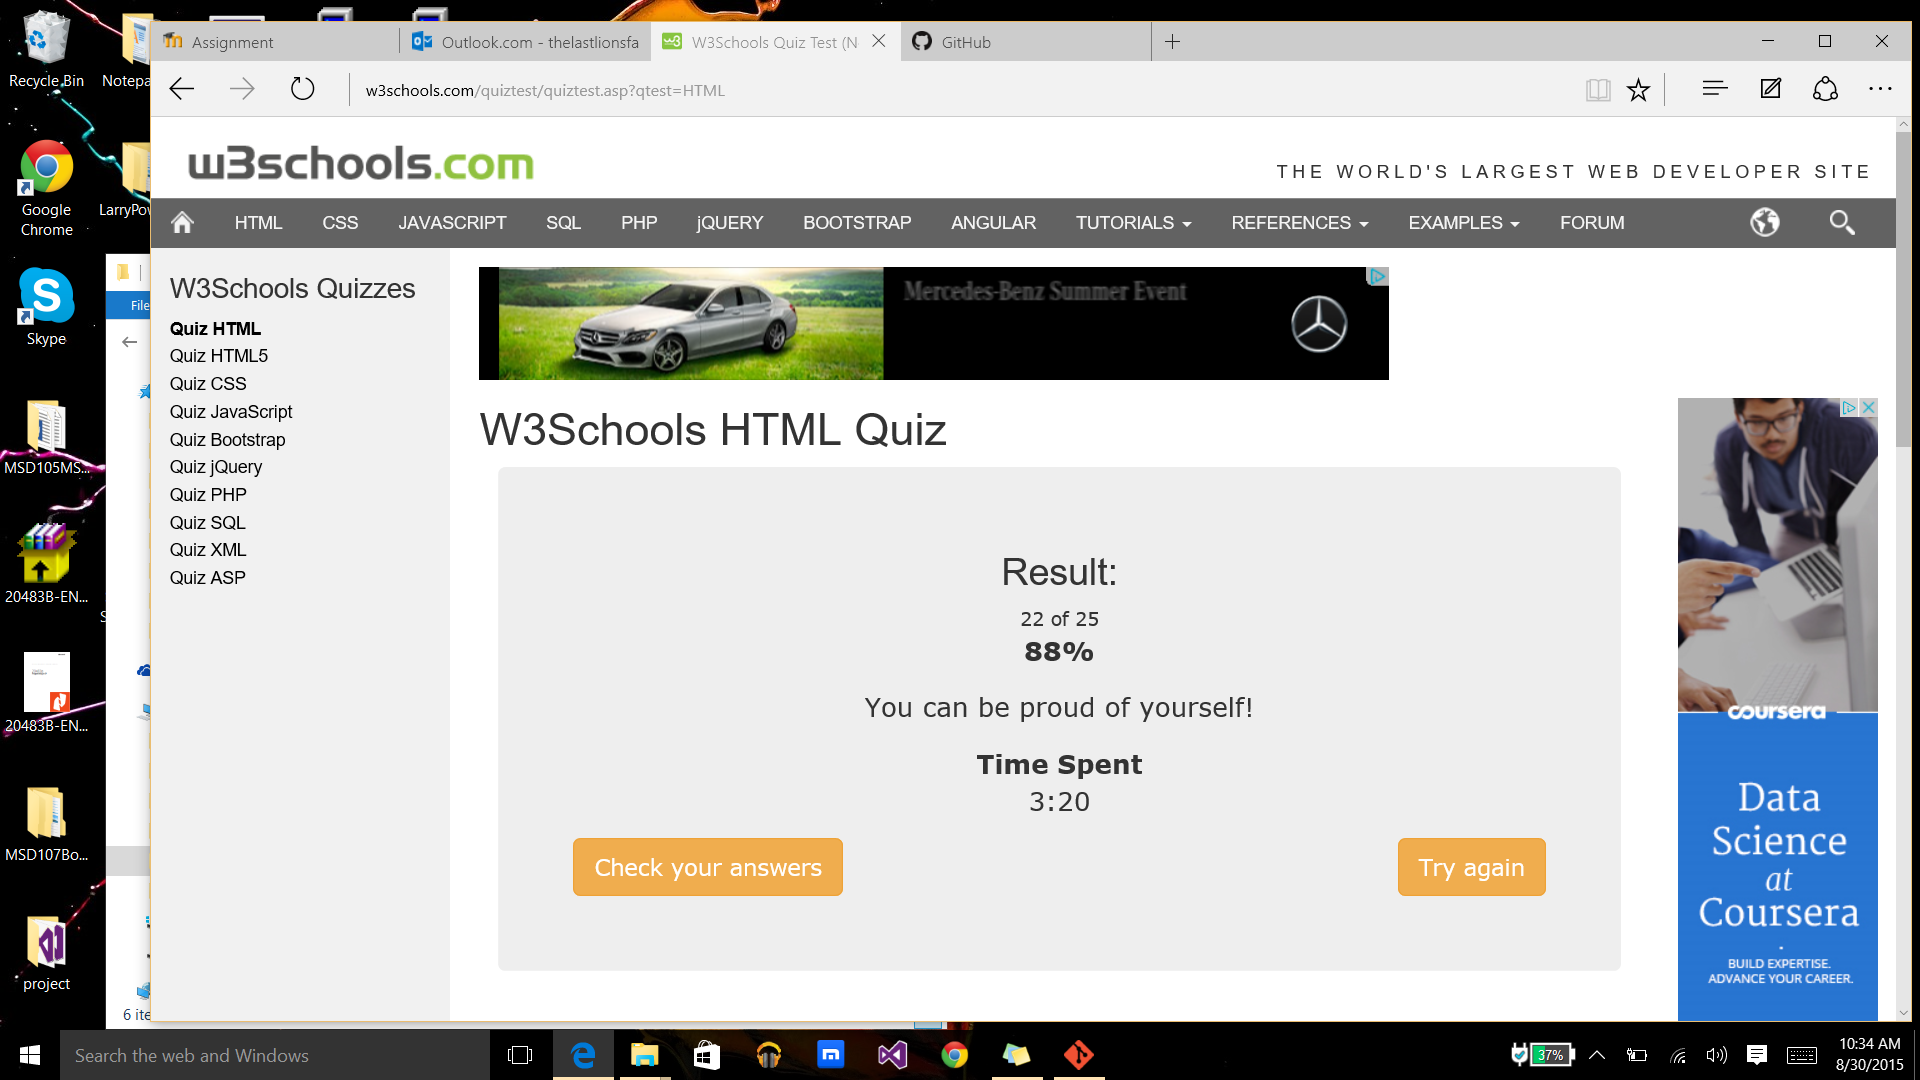 Recycle Bin
Notepa
Google
Chrome
LarryPov
Skype
MSD105MS...
20483B-EN...
20483B-EN...
MSD107Bo...
project
File
6 ite
Assignment
Outlook.com - thelastlionsfa
W3Schools Quiz Test (N
GitHub
w3schools.com/quiztest/quiztest.asp?qtest=HTML
w3schools.com
THE WORLD'S LARGEST WEB DEVELOPER SITE
HTML CSS JAVASCRIPT SQL PHP jQUERY BOOTSTRAP ANGULAR TUTORIALS REFERENCES EXAMPLES FORUM
W3Schools Quizzes
Quiz HTML
Quiz HTML5
Quiz CSS
Quiz JavaScript
Quiz Bootstrap
Quiz jQuery
Quiz PHP
Quiz SQL
Quiz XML
Quiz ASP
Mercedes-Benz Summer Event
W3Schools HTML Quiz
Result:
22 of 25
88%
You can be proud of yourself!
Time Spent
3:20
Check your answers
Try again
coursera
Data
Science
at
Coursera
BUILD EXPERTISE.
ADVANCE YOUR CAREER.
Search the web and Windows
37%
10:34 AM
8/30/2015